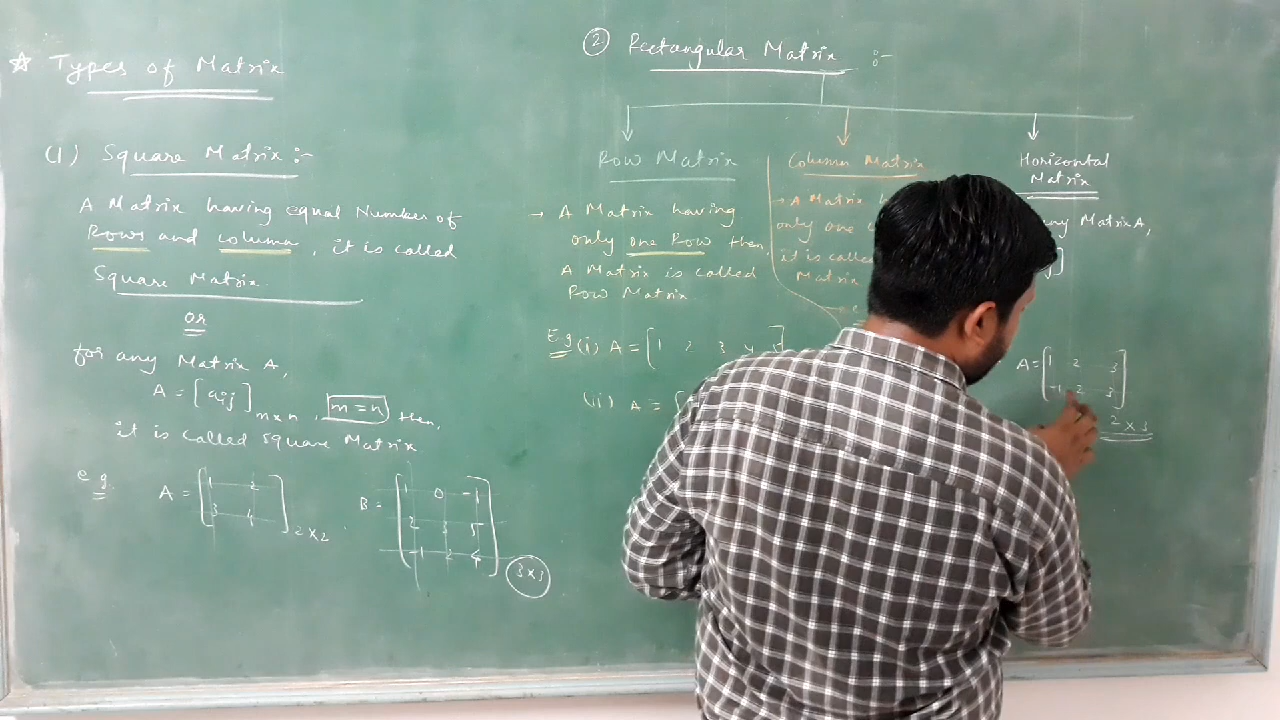 ☆ Types of Matrix
(1) Square Matrix :-
A Matrix having equal Number of
Rows and column, it is called
Square Matrix.
or
for any Matrix A,
A = [aij] m×n, m=n then,
it is called Square Matrix
e.g.
A = [1 2
3 4] 2×2
B = [1 0 -1
2 3 5
-1 2 4] 3×3
② Rectangular Matrix :-
Row Matrix
→ A Matrix having
only one Row then,
A Matrix is called
Row Matrix
Eg (i) A = [1 2 3 4 5]
(ii) A = [
Column Matrix
→ A Matrix
only one
it is called
Matrix
Horizontal
Matrix
any Matrix A,
]
A = [1 2 3
-1 2 3]
2×3